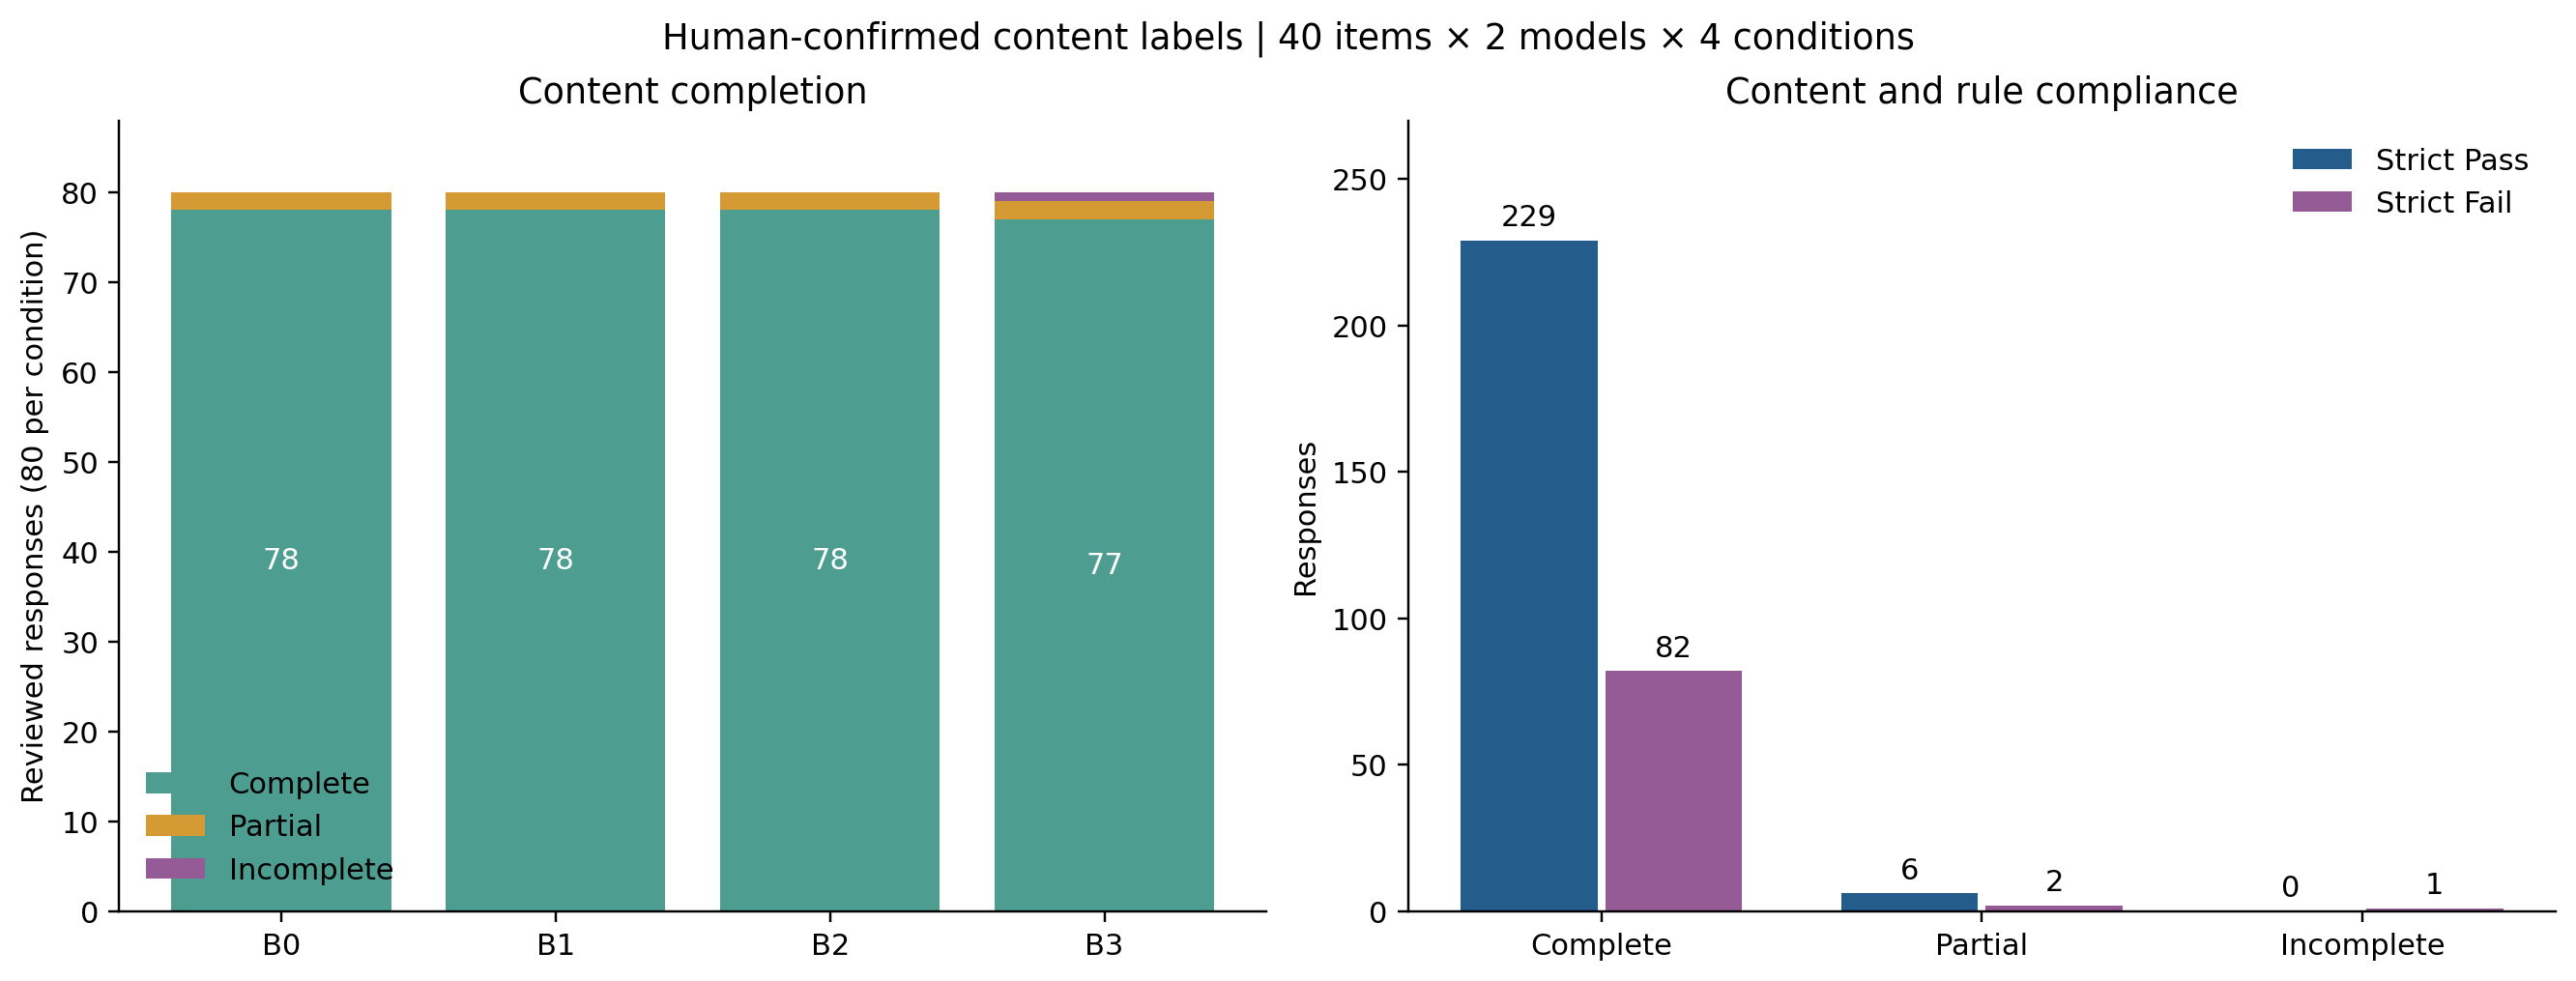 Human-confirmed content labels | 40 items × 2 models × 4 conditions
Content completion
Reviewed responses (80 per condition)
80
70
60
50
40
30
20
10
0
78
78
78
77
Complete
Partial
Incomplete
B0
B1
B2
B3
Content and rule compliance
Responses
250
200
150
100
50
0
Strict Pass
Strict Fail
229
82
6
2
0
1
Complete
Partial
Incomplete